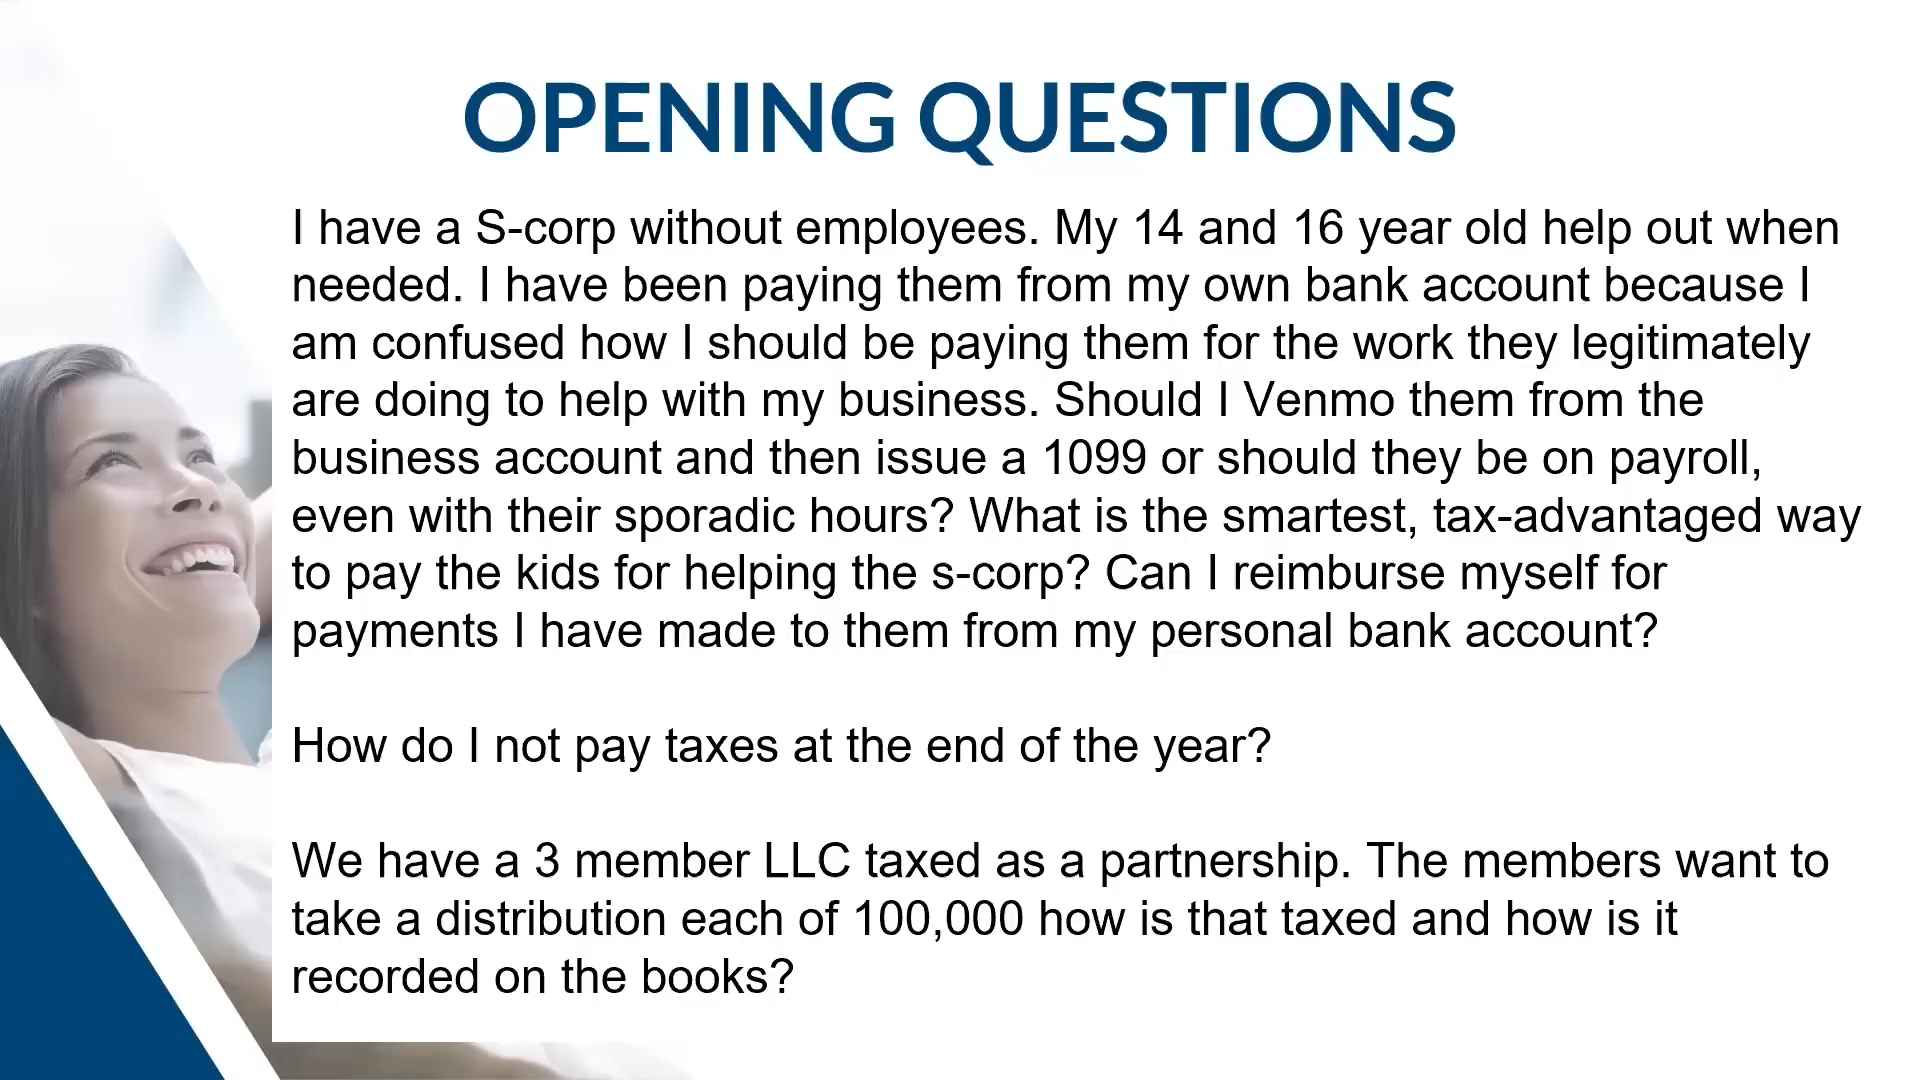 OPENING QUESTIONS
I have a S-corp without employees. My 14 and 16 year old help out when
needed. I have been paying them from my own bank account because I
am confused how I should be paying them for the work they legitimately
are doing to help with my business. Should I Venmo them from the
business account and then issue a 1099 or should they be on payroll,
even with their sporadic hours? What is the smartest, tax-advantaged way
to pay the kids for helping the s-corp? Can I reimburse myself for
payments I have made to them from my personal bank account?
How do I not pay taxes at the end of the year?
We have a 3 member LLC taxed as a partnership. The members want to
take a distribution each of 100,000 how is that taxed and how is it
recorded on the books?